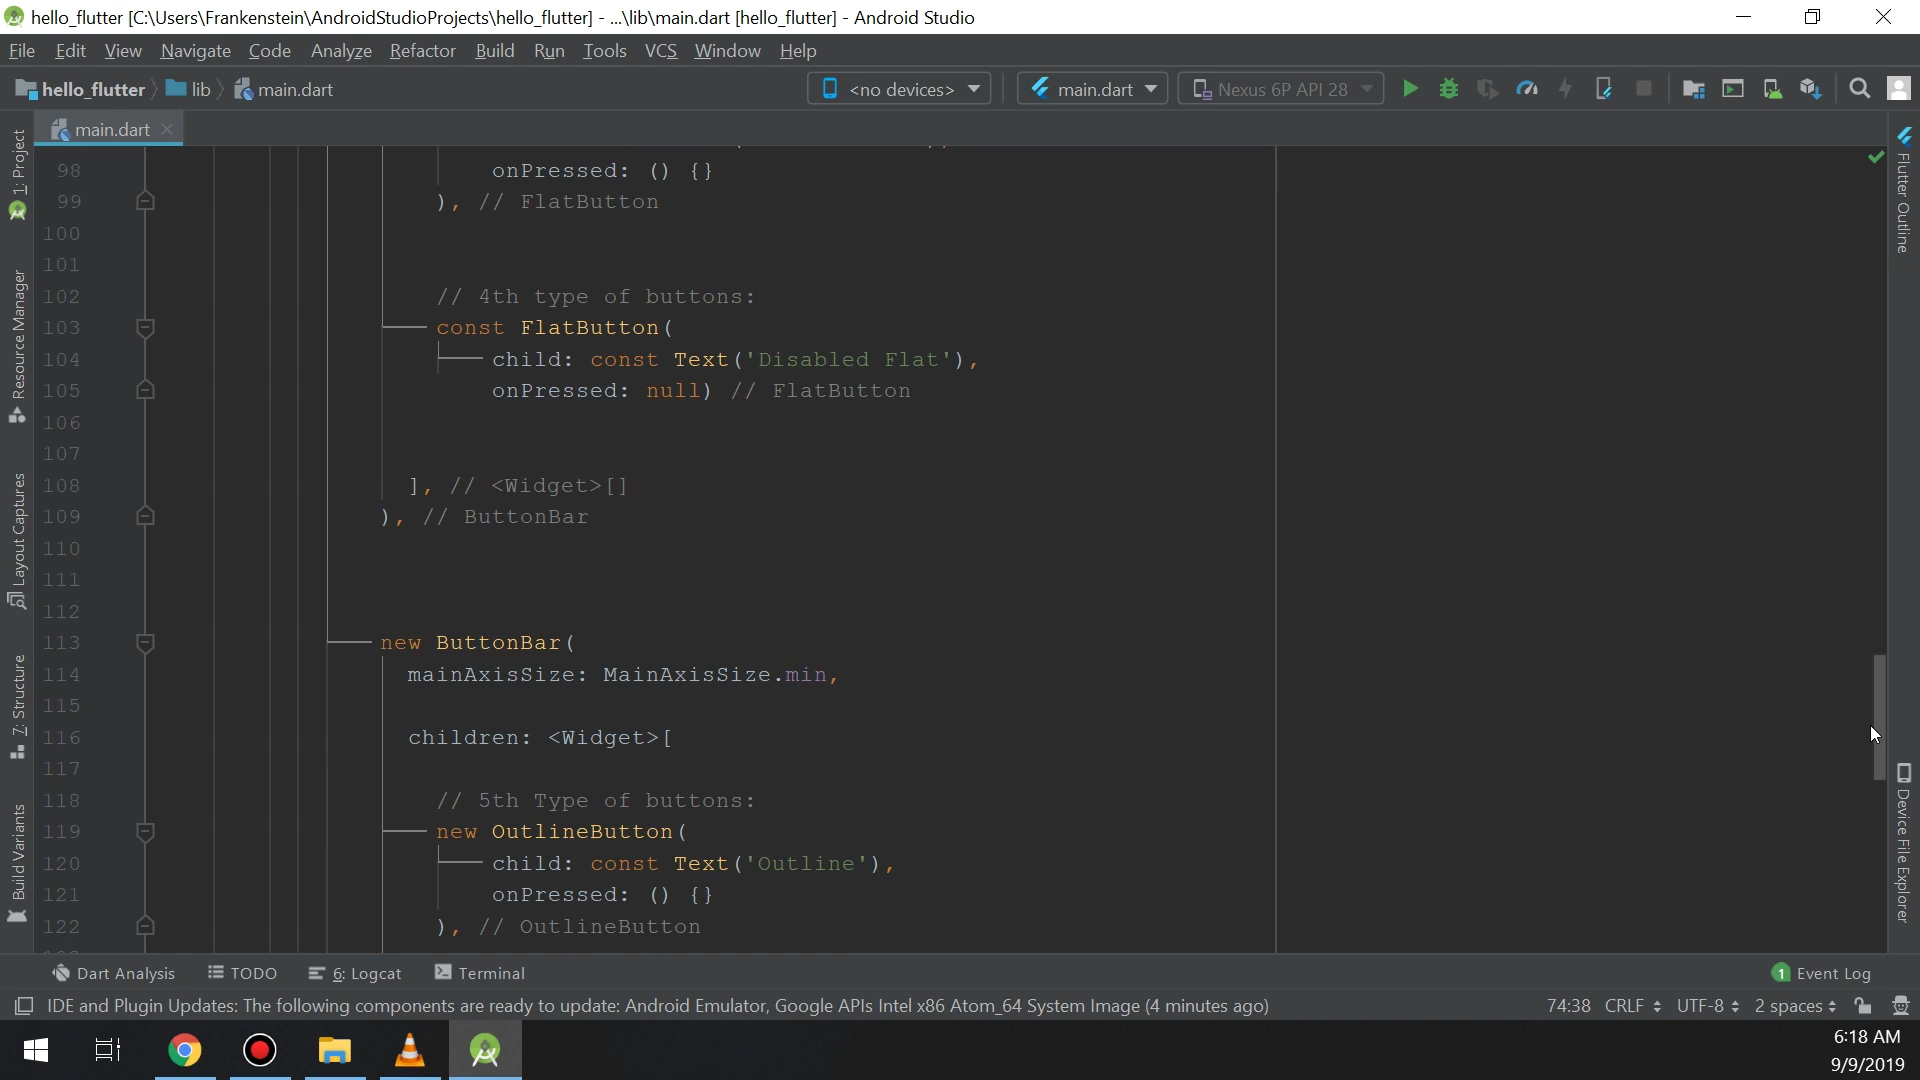 hello_flutter [C:\Users\Frankenstein\AndroidStudioProjects\hello_flutter] - ...\lib\main.dart [hello_flutter] - Android Studio
File Edit View Navigate Code Analyze Refactor Build Run Tools VCS Window Help
hello_flutter lib main.dart <no devices> main.dart Nexus 6P API 28
main.dart
1: Project
Resource Manager
Layout Captures
7: Structure
Build Variants
98 onPressed: () {}
99 ), // FlatButton
100
101
102 // 4th type of buttons:
103 const FlatButton(
104 child: const Text('Disabled Flat'),
105 onPressed: null) // FlatButton
106
107
108 ], // <Widget>[]
109 ), // ButtonBar
110
111
112
113 new ButtonBar(
114 mainAxisSize: MainAxisSize.min,
115
116 children: <Widget>[
117
118 // 5th Type of buttons:
119 new OutlineButton(
120 child: const Text('Outline'),
121 onPressed: () {}
122 ), // OutlineButton
Flutter Outline
Device File Explorer
Dart Analysis TODO 6: Logcat Terminal 1 Event Log
IDE and Plugin Updates: The following components are ready to update: Android Emulator, Google APIs Intel x86 Atom_64 System Image (4 minutes ago) 74:38 CRLF UTF-8 2 spaces
6:18 AM
9/9/2019